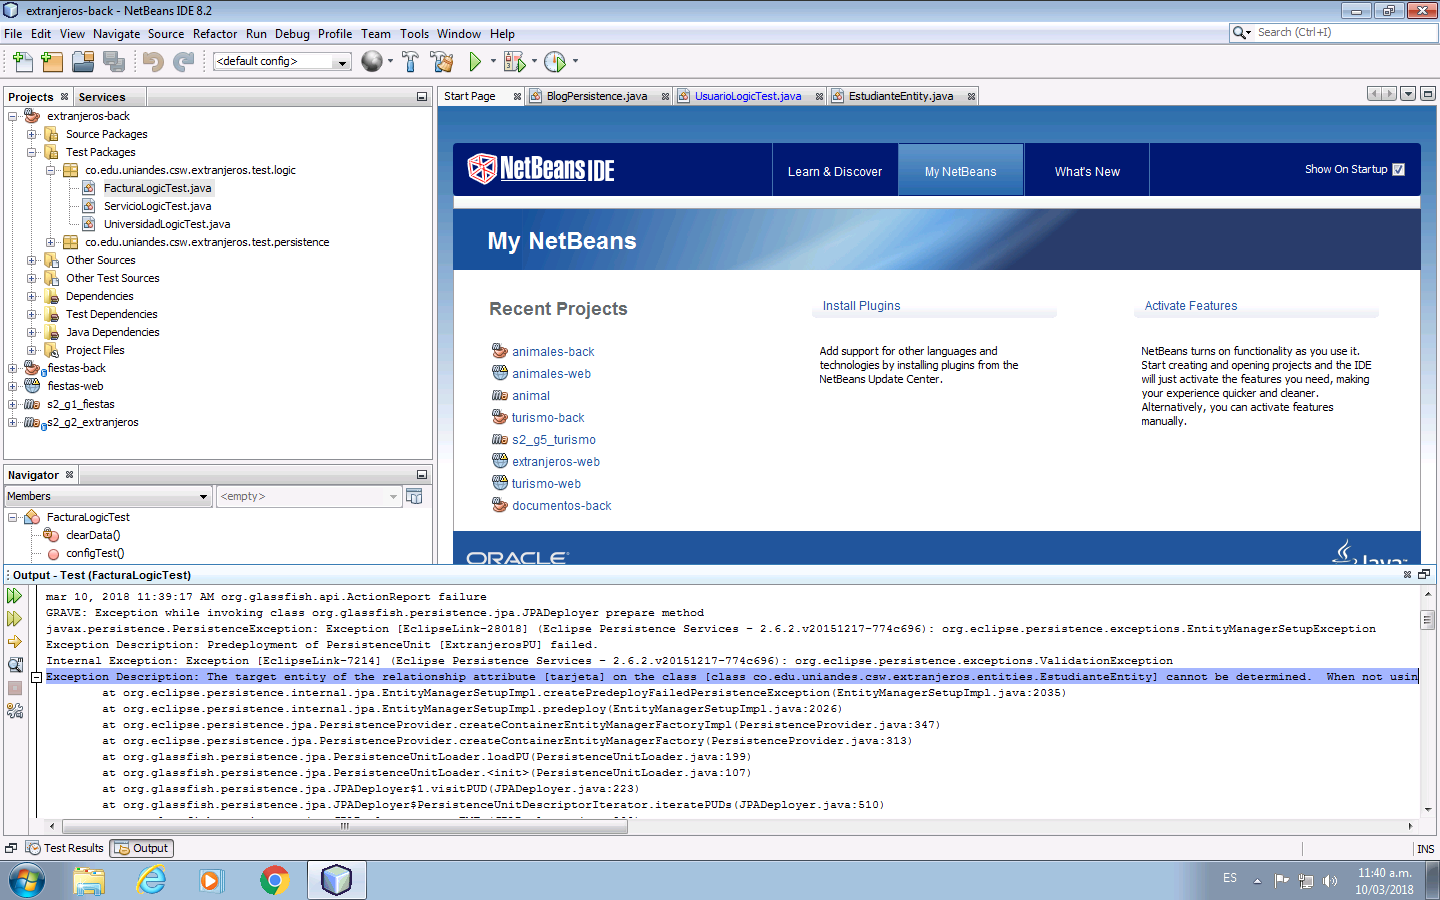 extranjeros-back - NetBeans IDE 8.2
File Edit View Navigate Source Refactor Run Debug Profile Team Tools Window Help
Search (Ctrl+I)
<default config>
Projects Services
extranjeros-back
Source Packages
Test Packages
co.edu.uniandes.csw.extranjeros.test.logic
FacturaLogicTest.java
ServicioLogicTest.java
UniversidadLogicTest.java
co.edu.uniandes.csw.extranjeros.test.persistence
Other Sources
Other Test Sources
Dependencies
Test Dependencies
Java Dependencies
Project Files
fiestas-back
fiestas-web
s2_g1_fiestas
s2_g2_extranjeros
Navigator
Members <empty>
FacturaLogicTest
clearData()
configTest()
Start Page BlogPersistence.java UsuarioLogicTest.java EstudianteEntity.java
NetBeans IDE
Learn & Discover My NetBeans What's New
Show On Startup
My NetBeans
Recent Projects
animales-back
animales-web
animal
turismo-back
s2_g5_turismo
extranjeros-web
turismo-web
documentos-back
Install Plugins
Add support for other languages and
technologies by installing plugins from the
NetBeans Update Center.
Activate Features
NetBeans turns on functionality as you use it.
Start creating and opening projects and the IDE
will just activate the features you need, making
your experience quicker and cleaner.
Alternatively, you can activate features
manually.
ORACLE
Java
Output - Test (FacturaLogicTest)
mar 10, 2018 11:39:17 AM org.glassfish.api.ActionReport failure
GRAVE: Exception while invoking class org.glassfish.persistence.jpa.JPADeployer prepare method
javax.persistence.PersistenceException: Exception [EclipseLink-28018] (Eclipse Persistence Services - 2.6.2.v20151217-774c696): org.eclipse.persistence.exceptions.EntityManagerSetupException
Exception Description: Predeployment of PersistenceUnit [ExtranjerosPU] failed.
Internal Exception: Exception [EclipseLink-7214] (Eclipse Persistence Services - 2.6.2.v20151217-774c696): org.eclipse.persistence.exceptions.ValidationException
Exception Description: The target entity of the relationship attribute [tarjeta] on the class [class co.edu.uniandes.csw.extranjeros.entities.EstudianteEntity] cannot be determined.  When not usin
at org.eclipse.persistence.internal.jpa.EntityManagerSetupImpl.createPredeployFailedPersistenceException(EntityManagerSetupImpl.java:2035)
at org.eclipse.persistence.internal.jpa.EntityManagerSetupImpl.predeploy(EntityManagerSetupImpl.java:2026)
at org.eclipse.persistence.jpa.PersistenceProvider.createContainerEntityManagerFactoryImpl(PersistenceProvider.java:347)
at org.eclipse.persistence.jpa.PersistenceProvider.createContainerEntityManagerFactory(PersistenceProvider.java:313)
at org.glassfish.persistence.jpa.PersistenceUnitLoader.loadPU(PersistenceUnitLoader.java:199)
at org.glassfish.persistence.jpa.PersistenceUnitLoader.<init>(PersistenceUnitLoader.java:107)
at org.glassfish.persistence.jpa.JPADeployer$1.visitPUD(JPADeployer.java:223)
at org.glassfish.persistence.jpa.JPADeployer$PersistenceUnitDescriptorIterator.iteratePUDs(JPADeployer.java:510)
Test Results Output
INS
ES
11:40 a.m.
10/03/2018